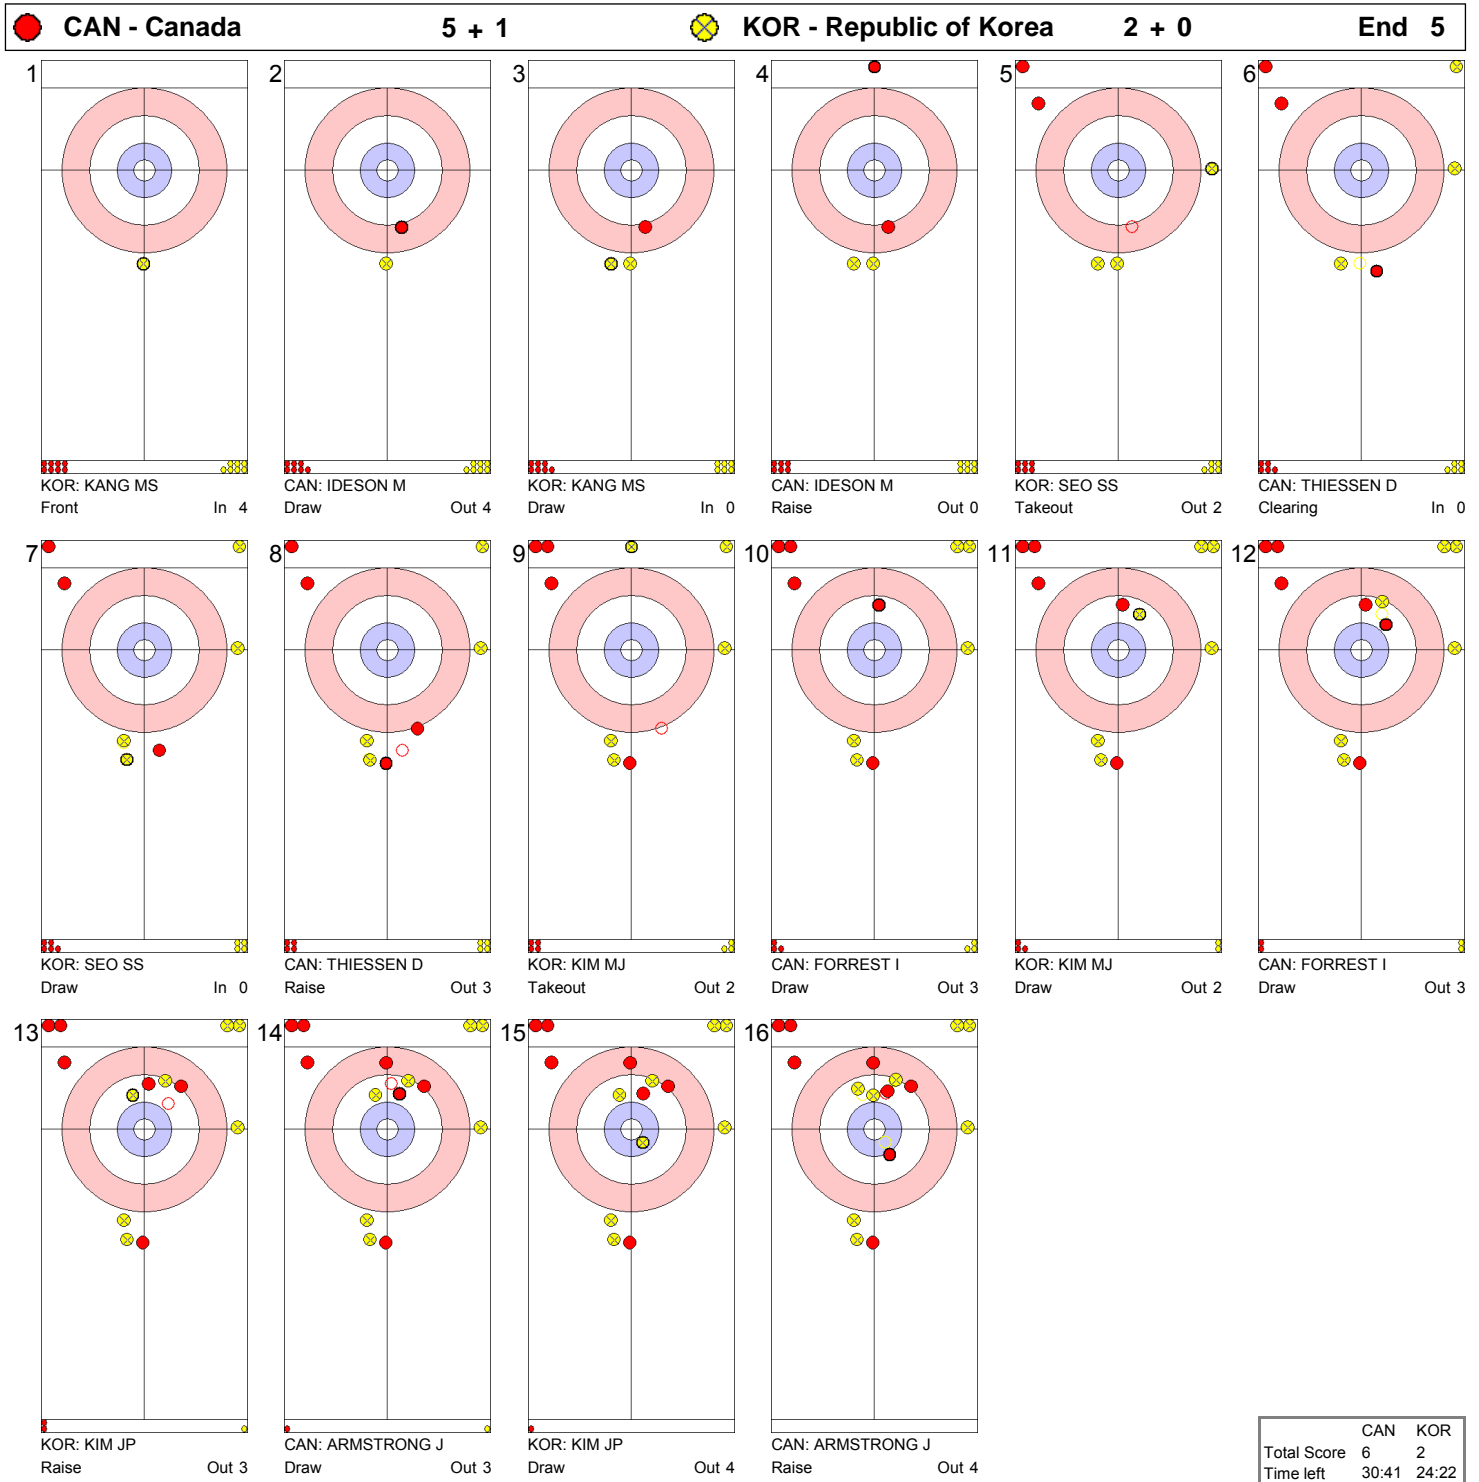 CAN - Canada 5 + 1 KOR - Republic of Korea 2 + 0 End 5
1 2 3 4 5 6
KOR: KANG MS CAN: IDESON M KOR: KANG MS CAN: IDESON M KOR: SEO SS CAN: THIESSEN D
Front In 4 Draw Out 4 Draw In 0 Raise Out 0 Takeout Out 2 Clearing In 0
7 8 9 10 11 12
KOR: SEO SS CAN: THIESSEN D KOR: KIM MJ CAN: FORREST I KOR: KIM MJ CAN: FORREST I
Draw In 0 Raise Out 3 Takeout Out 2 Draw Out 3 Draw Out 2 Draw Out 3
13 14 15 16
KOR: KIM JP CAN: ARMSTRONG J KOR: KIM JP CAN: ARMSTRONG J
Raise Out 3 Draw Out 3 Draw Out 4 Raise Out 4
CAN KOR
Total Score 6 2
Time left 30:41 24:22